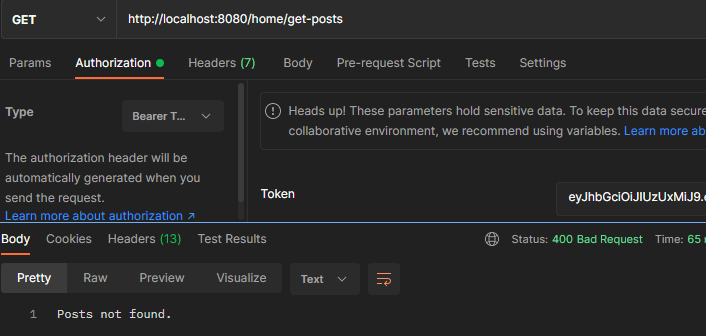 GET http://localhost:8080/home/get-posts
Params Authorization Headers (7) Body Pre-request Script Tests Settings
Type Bearer T...
The authorization header will be
automatically generated when you
send the request.
Learn more about authorization ↗
Heads up! These parameters hold sensitive data. To keep this data secure
collaborative environment, we recommend using variables. Learn more ab
Token eyJhbGciOiJIUzUxMiJ9.
Body Cookies Headers (13) Test Results Status: 400 Bad Request Time: 65
Pretty Raw Preview Visualize Text
1 Posts not found.